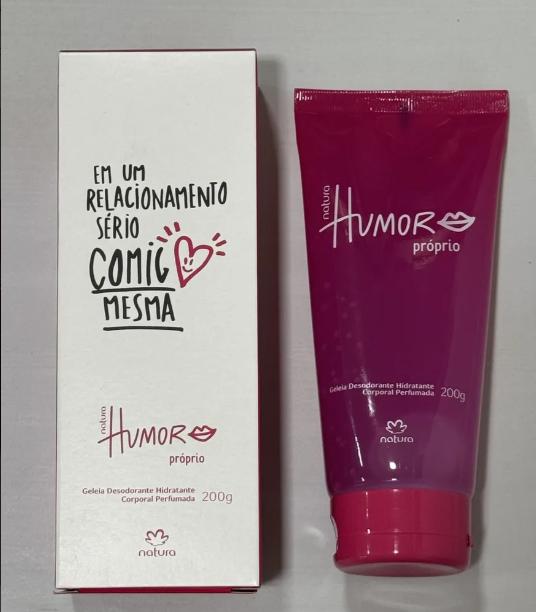 EM UM
RELACIONAMENTO
SÉRIO
COMIG
MESMA
natura
HUMOR
próprio
Geleia Desodorante Hidratante
Corporal Perfumada 200g
natura
natura
HUMOR
próprio
Geleia Desodorante Hidratante
Corporal Perfumada 200g
natura